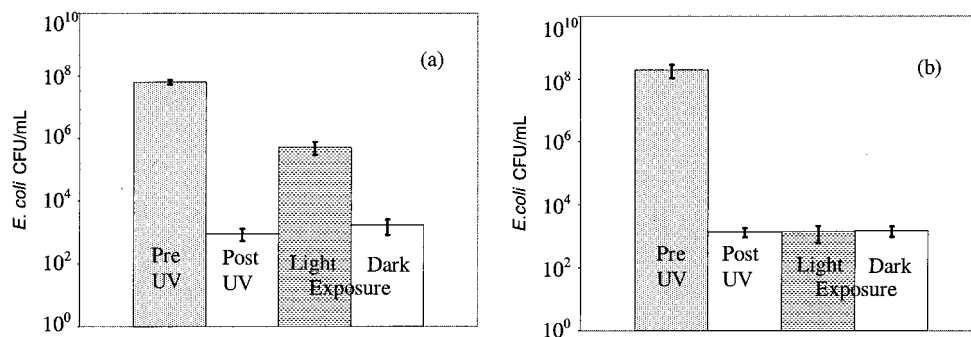 10^10
10^8
10^6
10^4
10^2
10^0
E. coli CFU/mL
(a)
Pre
UV
Post
UV
Light
Dark
Exposure
10^10
10^8
10^6
10^4
10^2
10^0
E.coli CFU/mL
(b)
Pre
UV
Post
UV
Light
Dark
Exposure